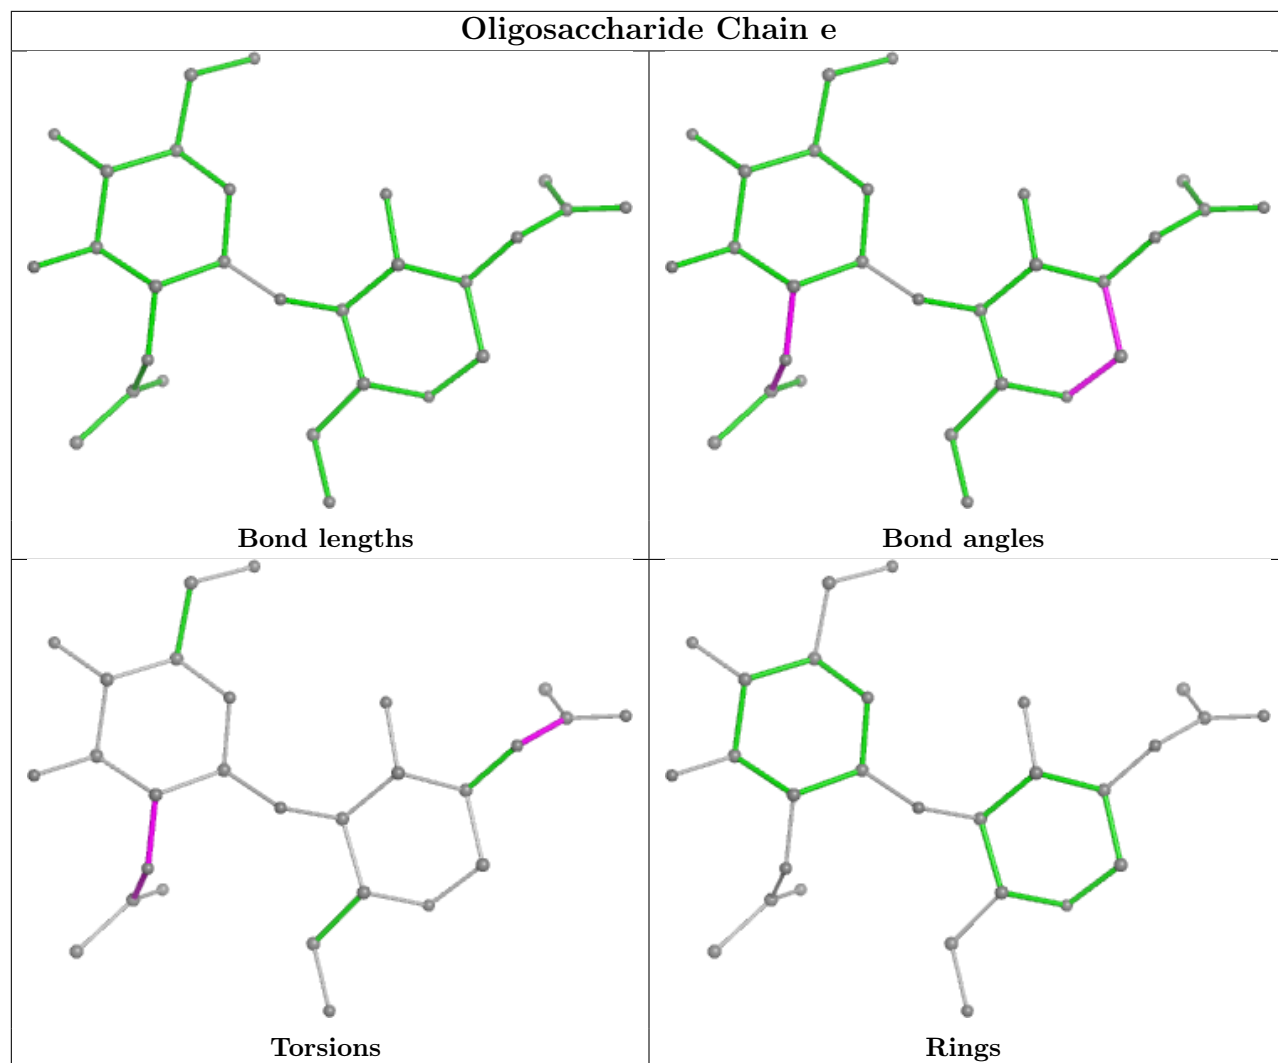 Oligosaccharide Chain e
Bond lengths
Bond angles
Torsions
Rings